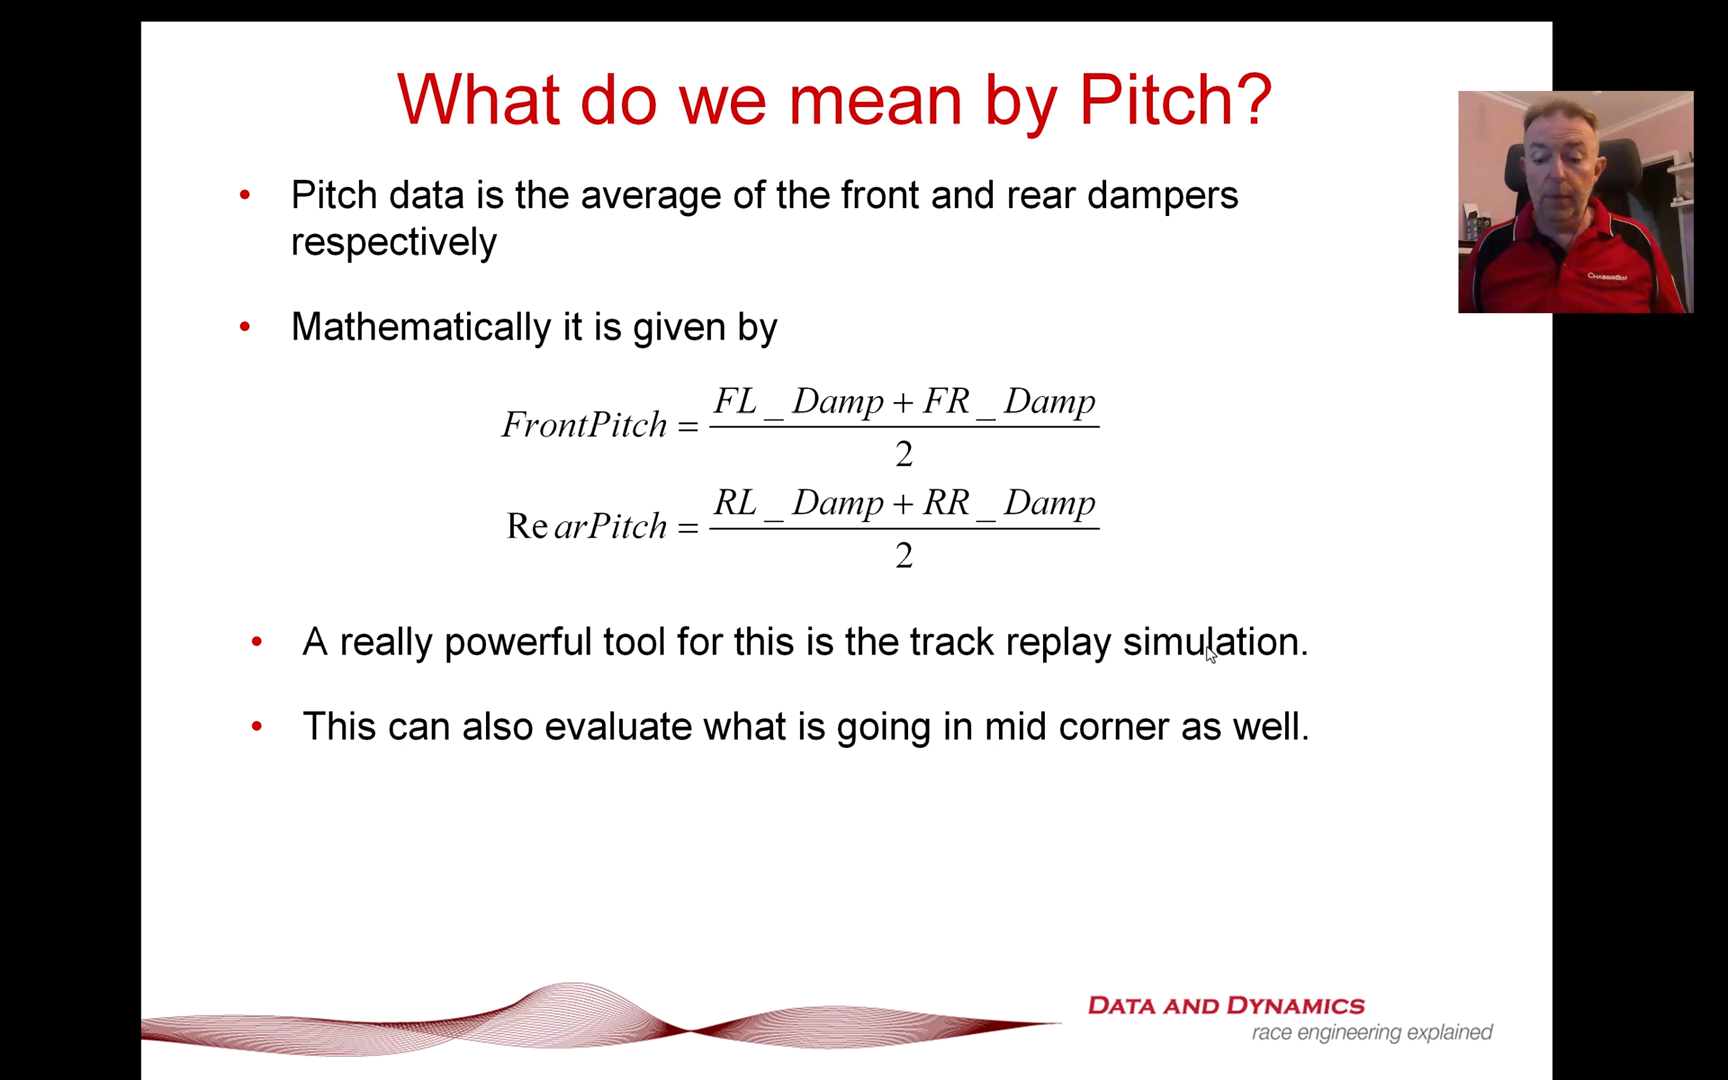 What do we mean by Pitch?
• Pitch data is the average of the front and rear dampers
respectively
• Mathematically it is given by
FrontPitch = (FL_Damp + FR_Damp) / 2
RearPitch = (RL_Damp + RR_Damp) / 2
• A really powerful tool for this is the track replay simulation.
• This can also evaluate what is going in mid corner as well.
CHASSISSIM
DATA AND DYNAMICS
race engineering explained